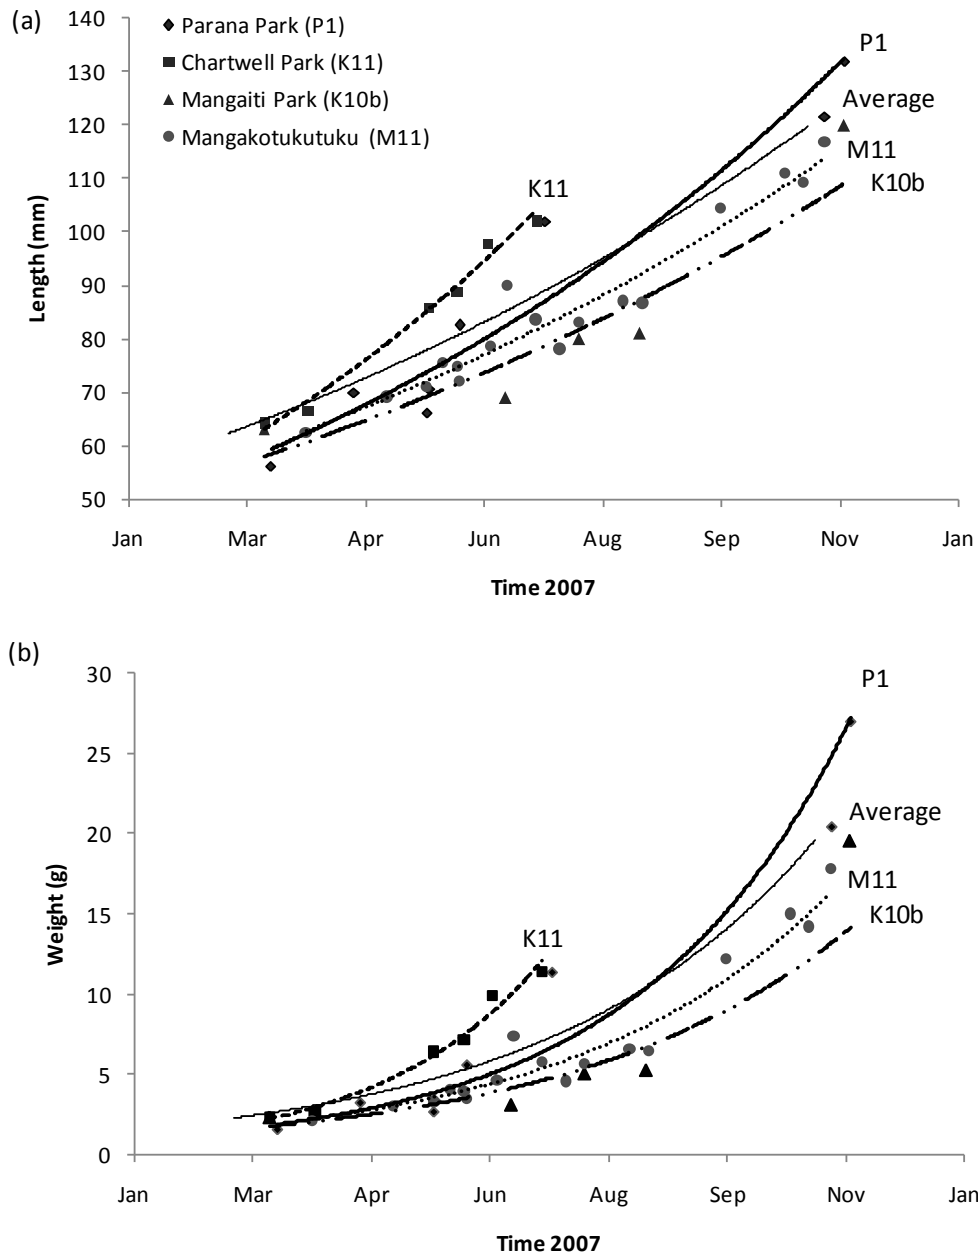 (a)
140
130
120
110
100
90
80
70
60
50
Length (mm)
Parana Park (P1)
Chartwell Park (K11)
Mangaiti Park (K10b)
Mangakotukutuku (M11)
P1
Average
M11
K10b
K11
Jan Mar Apr Jun Aug Sep Nov Jan
Time 2007
(b)
30
25
20
15
10
5
0
Weight (g)
P1
Average
M11
K10b
K11
Jan Mar Apr Jun Aug Sep Nov Jan
Time 2007